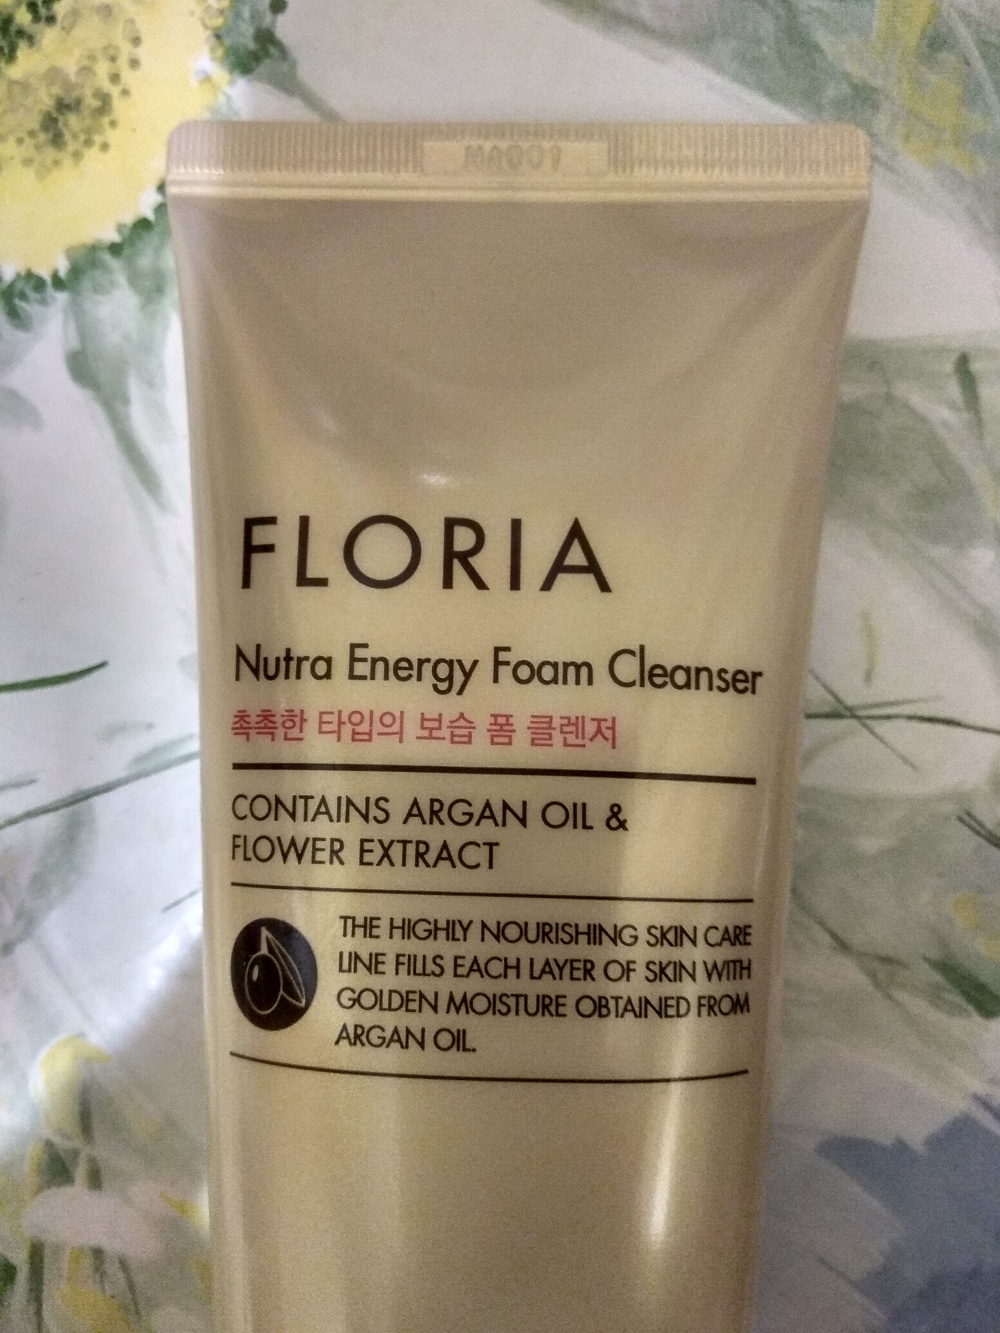 FLORIA
Nutra Energy Foam Cleanser
촉촉한 타입의 보습 폼 클렌저
CONTAINS ARGAN OIL &
FLOWER EXTRACT
THE HIGHLY NOURISHING SKIN CARE
LINE FILLS EACH LAYER OF SKIN WITH
GOLDEN MOISTURE OBTAINED FROM
ARGAN OIL.